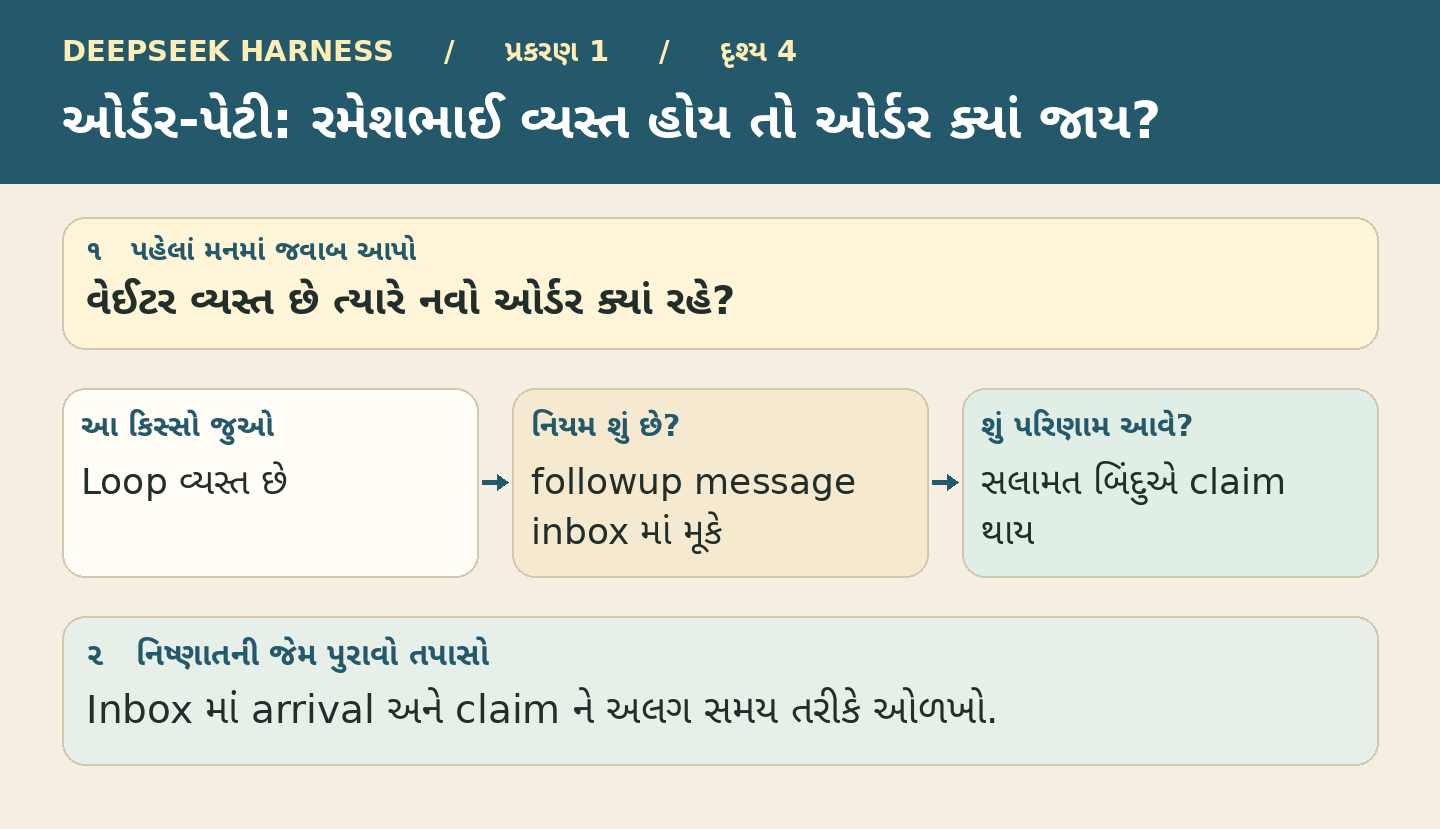 DEEPSEEK HARNESS / પ્રકરણ 1 / દૃશ્ય 4
ઓર્ડર-પેટી: રમેશભાઈ વ્યસ્ત હોય તો ઓર્ડર ક્યાં જાય?
૧ પહેલાં મનમાં જવાબ આપો
વેઈટર વ્યસ્ત છે ત્યારે નવો ઓર્ડર ક્યાં રહે?
આ કિસ્સો જુઓ
Loop વ્યસ્ત છે
નિયમ શું છે?
followup message
inbox માં મૂકે
શું પરિણામ આવે?
સલામત બિંદુએ claim
થાય
૨ નિષ્ણાતની જેમ પુરાવો તપાસો
Inbox માં arrival અને claim ને અલગ સમય તરીકે ઓળખો.